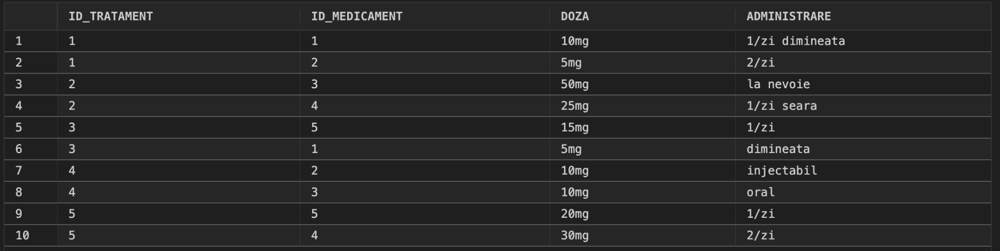 ID_TRATAMENT ID_MEDICAMENT DOZA ADMINISTRARE
1 1 1 10mg 1/zi dimineata
2 1 2 5mg 2/zi
3 2 3 50mg la nevoie
4 2 4 25mg 1/zi seara
5 3 5 15mg 1/zi
6 3 1 5mg dimineata
7 4 2 10mg injectabil
8 4 3 10mg oral
9 5 5 20mg 1/zi
10 5 4 30mg 2/zi